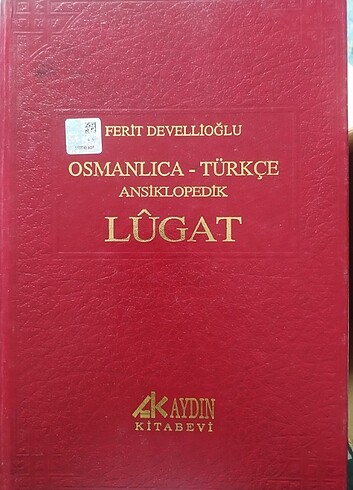 FERİT DEVELLİOĞLU
OSMANLICA - TÜRKÇE
ANSİKLOPEDİK
LÛGAT
AYDIN
KİTABEVİ